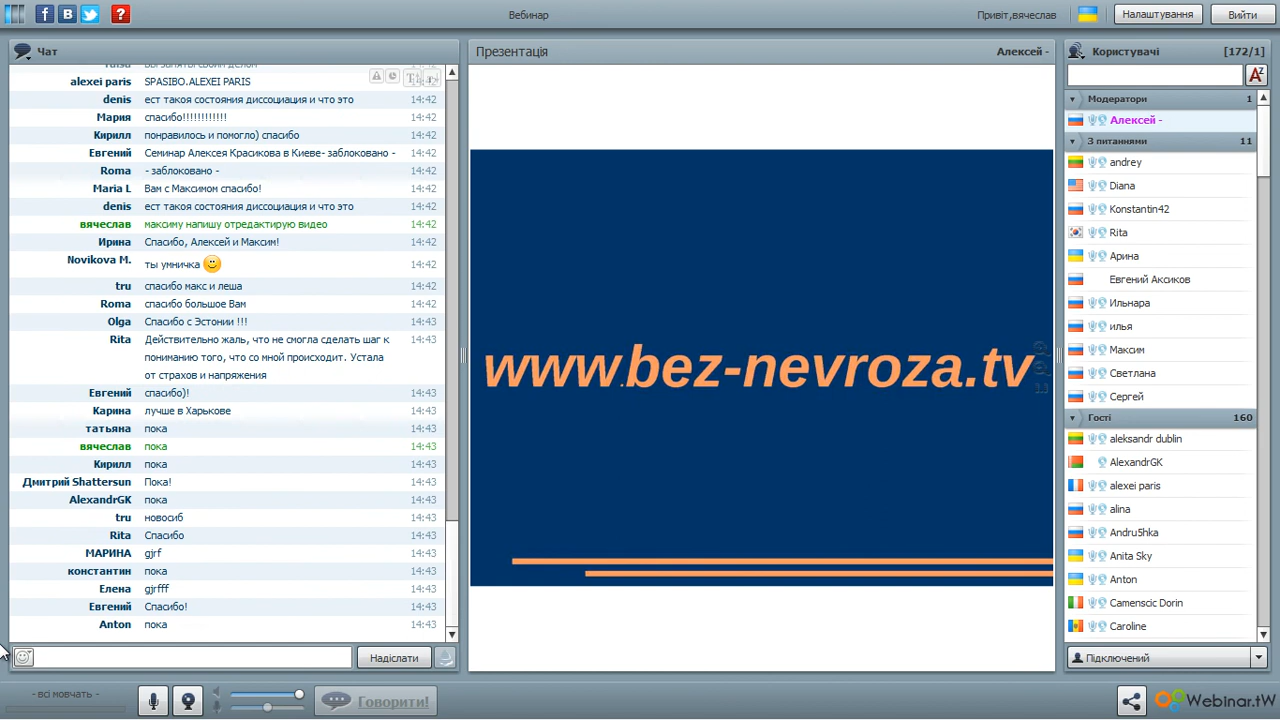 Вебинар
Привіт,вячеслав
Налаштування
Вийти
Чат
alexei paris SPASIBO.ALEXEI PARIS
denis ест такоя состояния диссоциация и что это 14:42
Мария спасибо!!!!!!!!!!!! 14:42
Кирилл понравилось и помогло) спасибо 14:42
Евгений Семинар Алексея Красикова в Киеве- заблоковано - 14:42
Roma - заблоковано - 14:42
Maria L Вам с Максимом спасибо! 14:42
denis ест такоя состояния диссоциация и что это 14:42
вячеслав максиму напишу отредактирую видео 14:42
Ирина Спасибо, Алексей и Максим! 14:42
Novikova M. ты умничка 14:42
tru спасибо макс и леша 14:42
Roma спасибо большое Вам 14:43
Olga Спасибо с Эстонии !!! 14:43
Rita Действительно жаль, что не смогла сделать шаг к 14:43
пониманию того, что со мной происходит. Устала
от страхов и напряжения
Евгений спасибо)! 14:43
Карина лучше в Харькове 14:43
татьяна пока 14:43
вячеслав пока 14:43
Кирилл пока 14:43
Дмитрий Shattersun Пока! 14:43
AlexandrGK пока 14:43
tru новосиб 14:43
Rita Спасибо 14:43
МАРИНА gjrf 14:43
константин пока 14:43
Елена gjrfff 14:43
Евгений Спасибо! 14:43
Anton пока 14:43
Надіслати
Презентація Алексей -
www.bez-nevroza.tv
Користувачі [172/1]
Модератори 1
Алексей -
З питаннями 11
andrey
Diana
Konstantin42
Rita
Арина
Евгений Аксиков
Ильнара
илья
Максим
Светлана
Сергей
Гості 160
aleksandr dublin
AlexandrGK
alexei paris
alina
Andru5hka
Anita Sky
Anton
Camenscic Dorin
Caroline
Підключений
- всі мовчать -
Говорити!
Webinar.tw